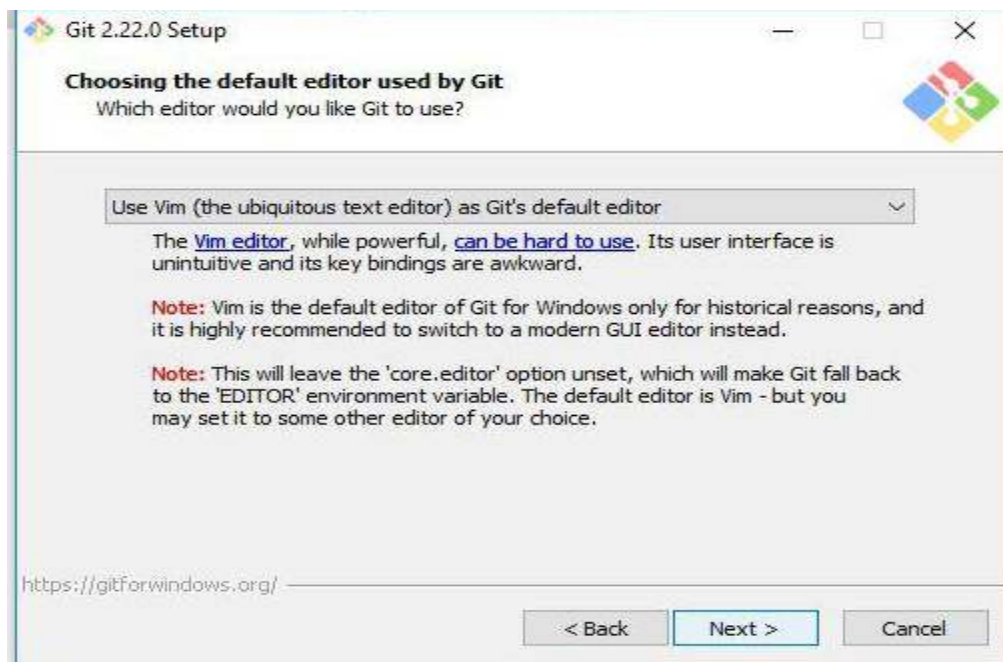 Git 2.22.0 Setup
Choosing the default editor used by Git
Which editor would you like Git to use?
Use Vim (the ubiquitous text editor) as Git's default editor
The Vim editor, while powerful, can be hard to use. Its user interface is
unintuitive and its key bindings are awkward.
Note: Vim is the default editor of Git for Windows only for historical reasons, and
it is highly recommended to switch to a modern GUI editor instead.
Note: This will leave the 'core.editor' option unset, which will make Git fall back
to the 'EDITOR' environment variable. The default editor is Vim - but you
may set it to some other editor of your choice.
https://gitforwindows.org/
< Back
Next >
Cancel